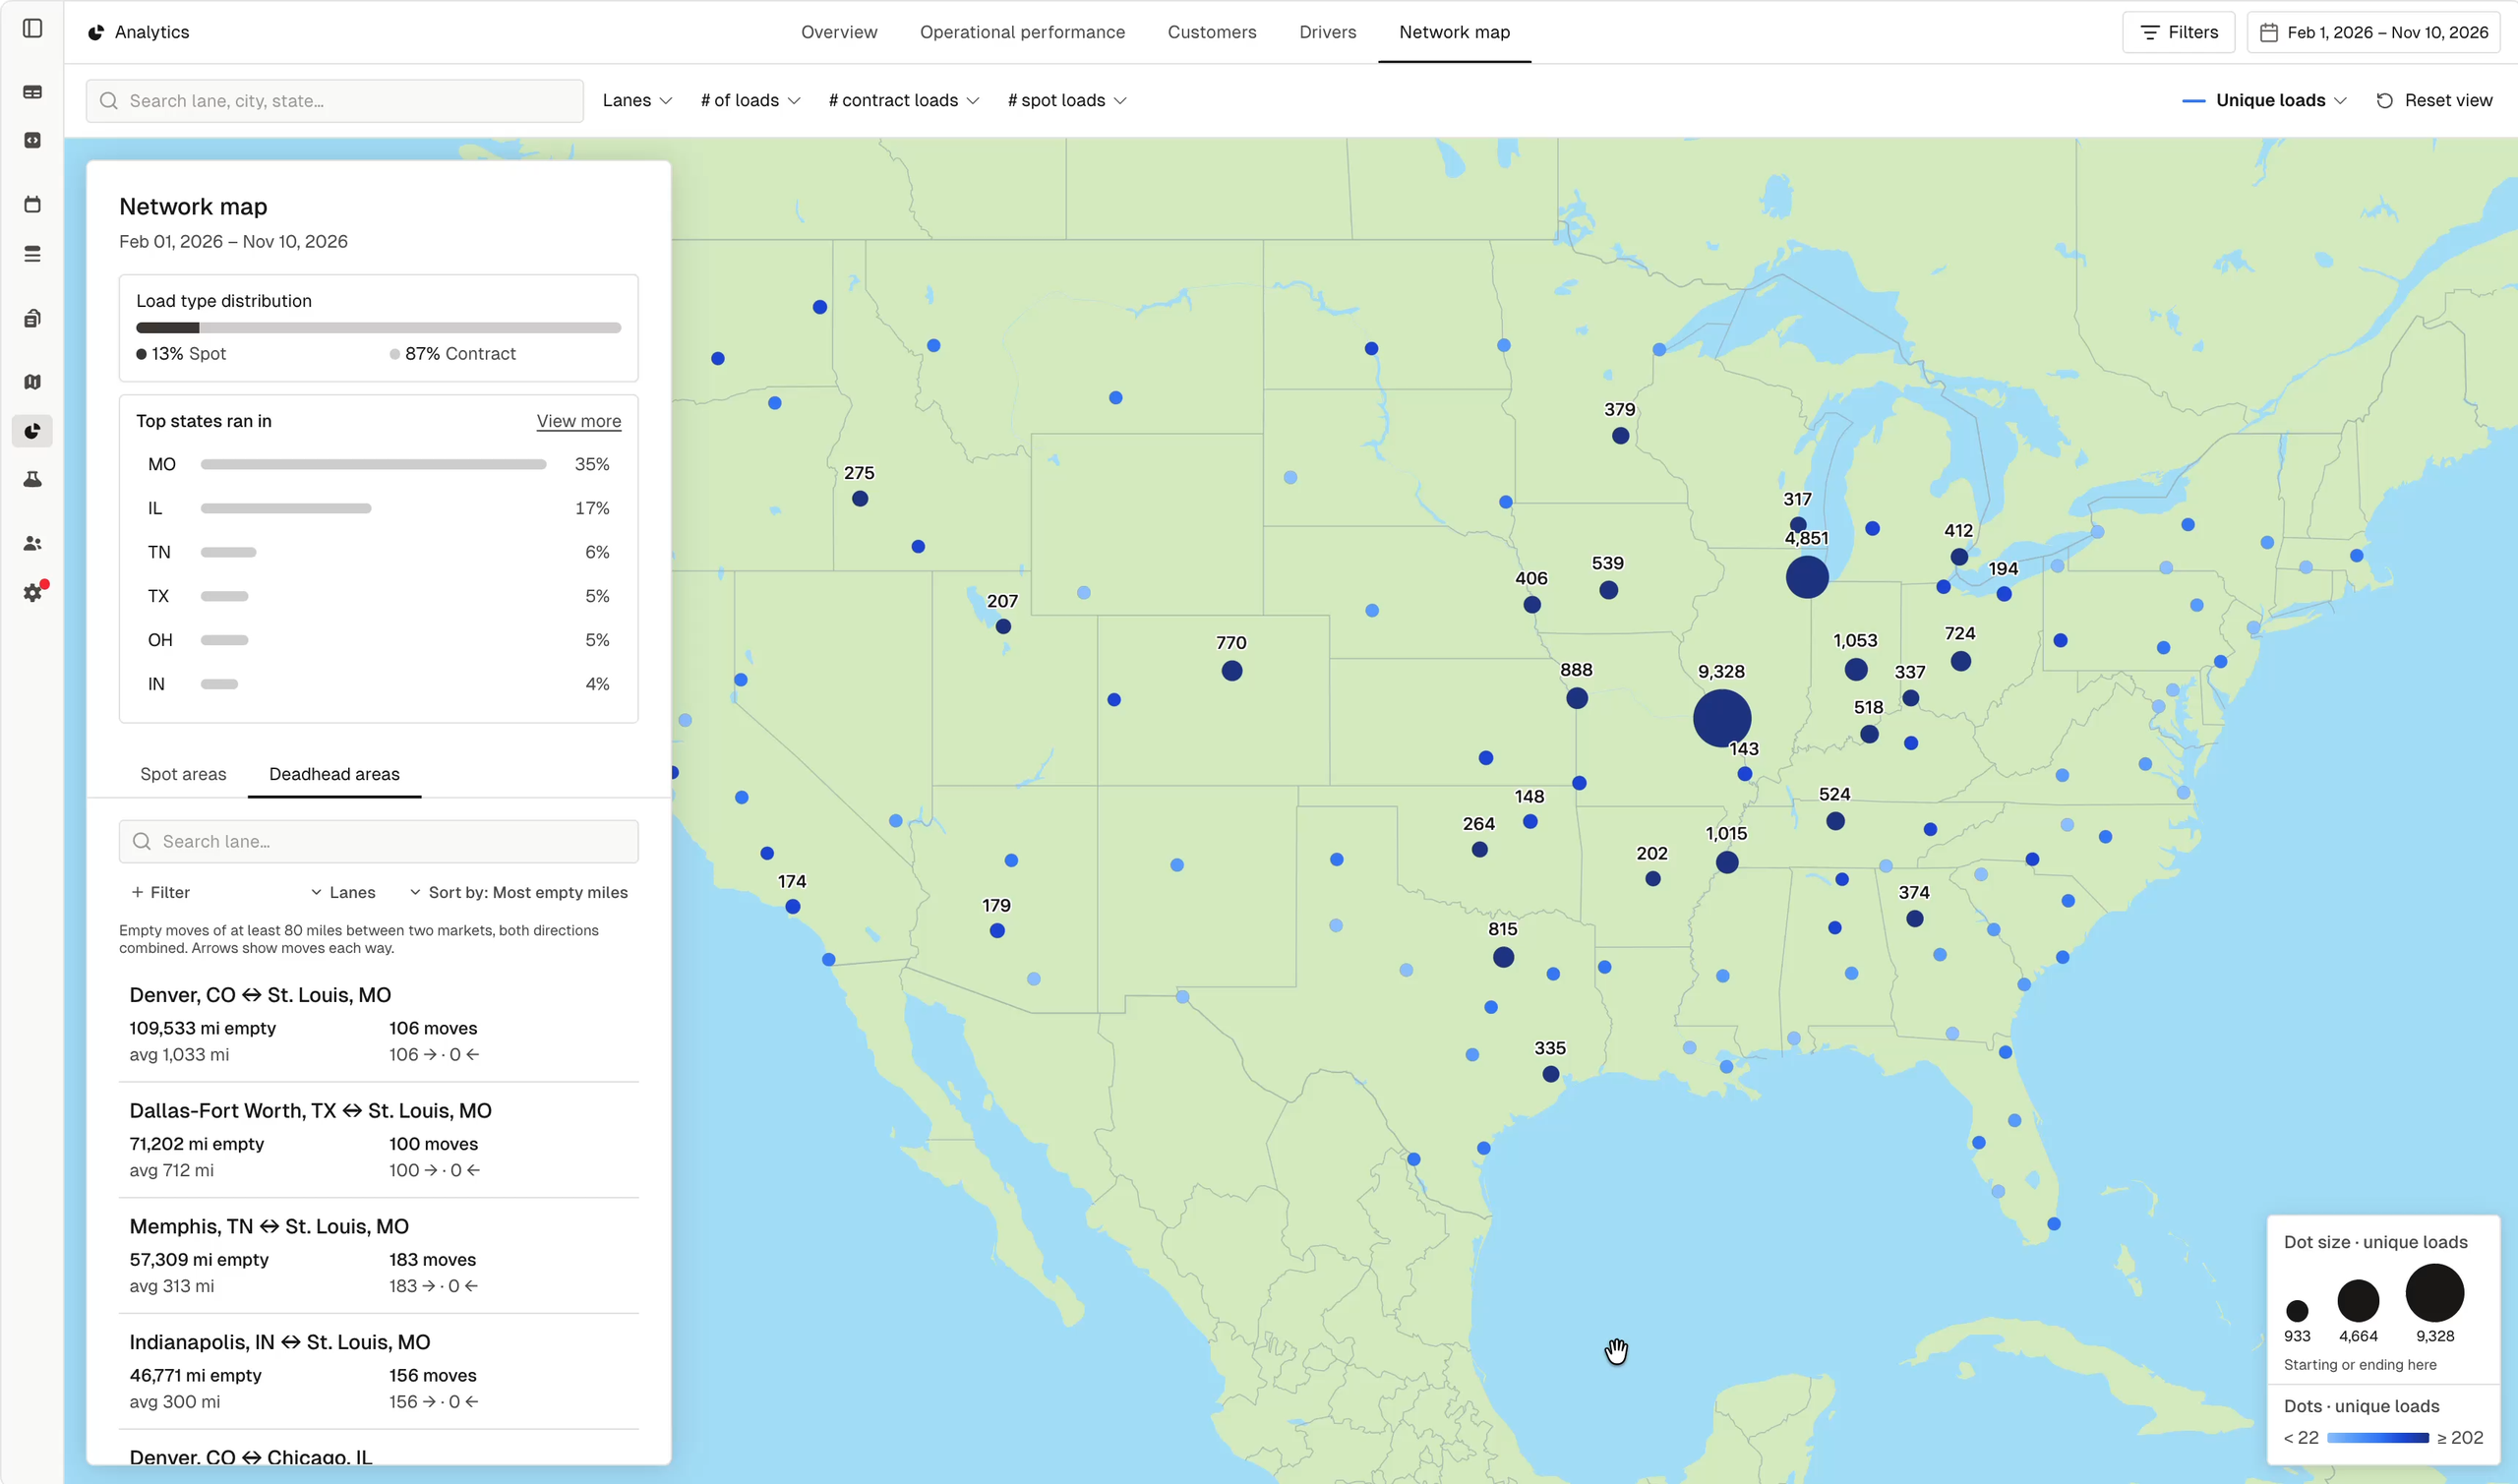 Analytics
Overview
Operational performance
Customers
Drivers
Network map
Filters
Feb 1, 2026 – Nov 10, 2026
Search lane, city, state...
Lanes
# of loads
# contract loads
# spot loads
Unique loads
Reset view
Network map
Feb 01, 2026 – Nov 10, 2026
Load type distribution
13% Spot
87% Contract
Top states ran in
View more
MO 35%
IL 17%
TN 6%
TX 5%
OH 5%
IN 4%
Spot areas
Deadhead areas
Search lane...
+ Filter
Lanes
Sort by: Most empty miles
Empty moves of at least 80 miles between two markets, both directions
combined. Arrows show moves each way.
Denver, CO ↔ St. Louis, MO
109,533 mi empty 106 moves
avg 1,033 mi 106 → · 0 ←
Dallas-Fort Worth, TX ↔ St. Louis, MO
71,202 mi empty 100 moves
avg 712 mi 100 → · 0 ←
Memphis, TN ↔ St. Louis, MO
57,309 mi empty 183 moves
avg 313 mi 183 → · 0 ←
Indianapolis, IN ↔ St. Louis, MO
46,771 mi empty 156 moves
avg 300 mi 156 → · 0 ←
Denver, CO ↔ Chicago, IL
379
275
317
4,851
412
539
406
194
207
770
1,053
724
888
9,328
337
518
143
148
524
264
1,015
202
174
374
179
815
335
Dot size · unique loads
933
4,664
9,328
Starting or ending here
Dots · unique loads
< 22 ≥ 202